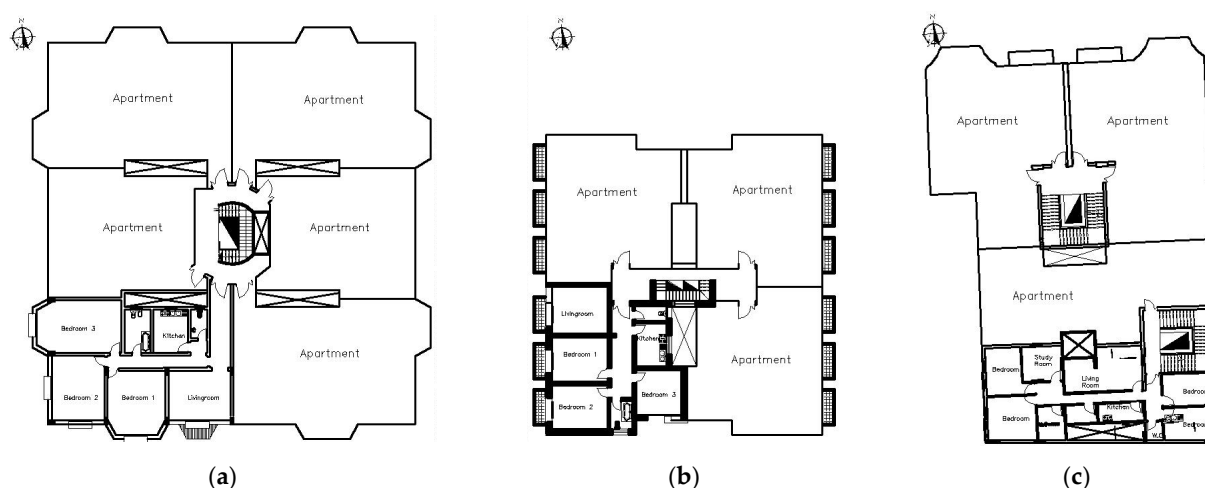 N
Apartment
Apartment
Apartment
Apartment
Bedroom 3
Kitchen
Apartment
Bedroom 2
Bedroom 1
Livingroom
(a)
N
Apartment
Apartment
Livingroom
Kitchen
Bedroom 1
Apartment
Bedroom 3
Bedroom 2
(b)
N
Apartment
Apartment
Apartment
Bedroom
Study
Room
Living
Room
Bedroom
Bedroom
Kitchen
Bedroom
W.C
(c)